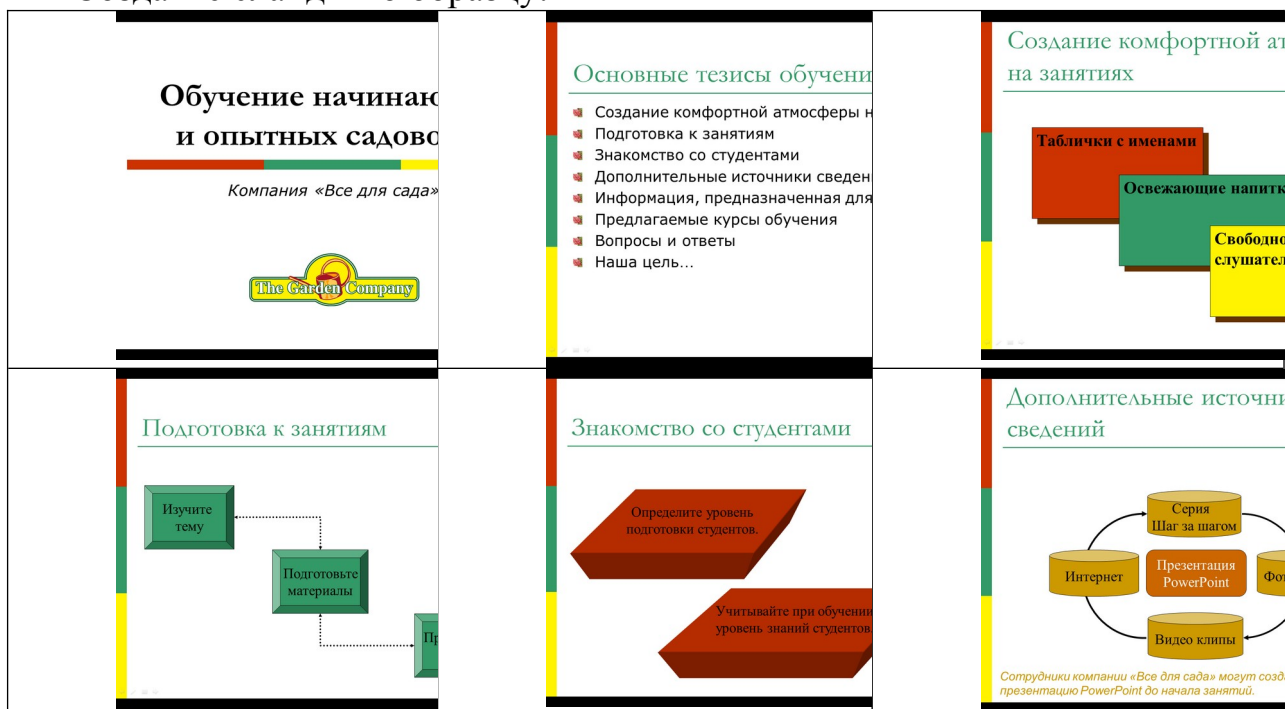 Обучение начинаю
и опытных садово
Компания «Все для сада»
The Garden Company
Основные тезисы обучени
Создание комфортной атмосферы н
Подготовка к занятиям
Знакомство со студентами
Дополнительные источники сведен
Информация, предназначенная для
Предлагаемые курсы обучения
Вопросы и ответы
Наша цель...
Создание комфортной ат
на занятиях
Таблички с именами
Освежающие напитк
Свободно
слушател
Подготовка к занятиям
Изучите
тему
Подготовьте
материалы
Пр
Знакомство со студентами
Определите уровень
подготовки студентов.
Учитывайте при обучении
уровень знаний студентов.
Дополнительные источни
сведений
Серия
Шаг за шагом
Интернет
Презентация
PowerPoint
Фот
Видео клипы
Сотрудники компании «Все для сада» могут созда
презентацию PowerPoint до начала занятий.